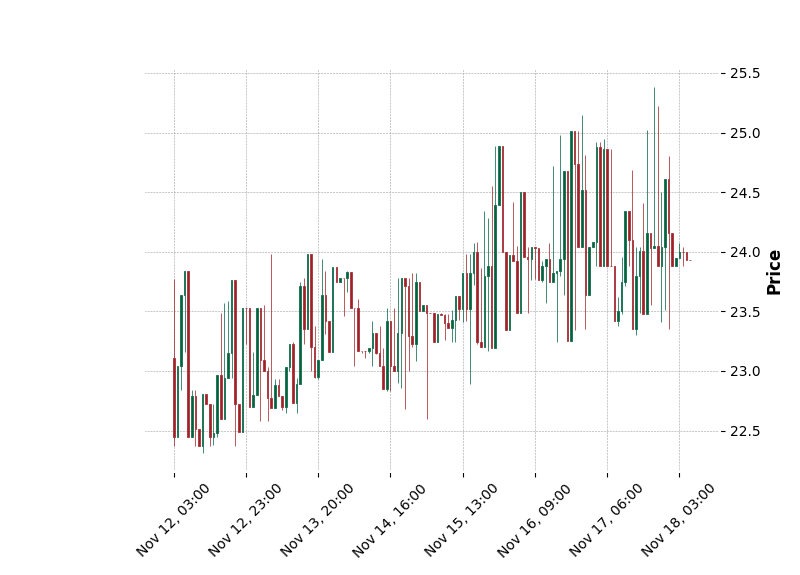 25.5
25.0
24.5
24.0
23.5
23.0
22.5
Price
Nov 12, 03:00
Nov 12, 23:00
Nov 13, 20:00
Nov 14, 16:00
Nov 15, 13:00
Nov 16, 09:00
Nov 17, 06:00
Nov 18, 03:00